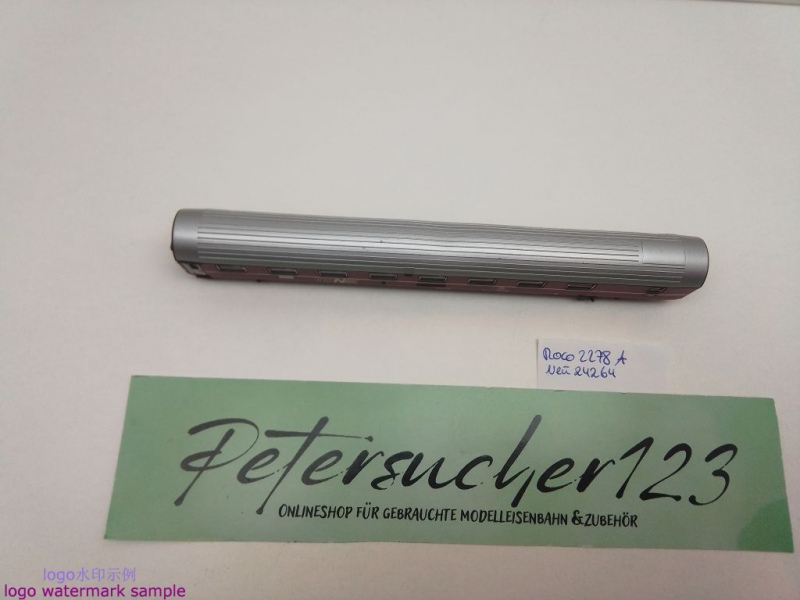 Roco 2278 A
Neu 24264
Petersucher123
ONLINESHOP FÜR GEBRAUCHTE MODELLEISENBAHN & ZUBEHÖR
logo水印示例
logo watermark sample